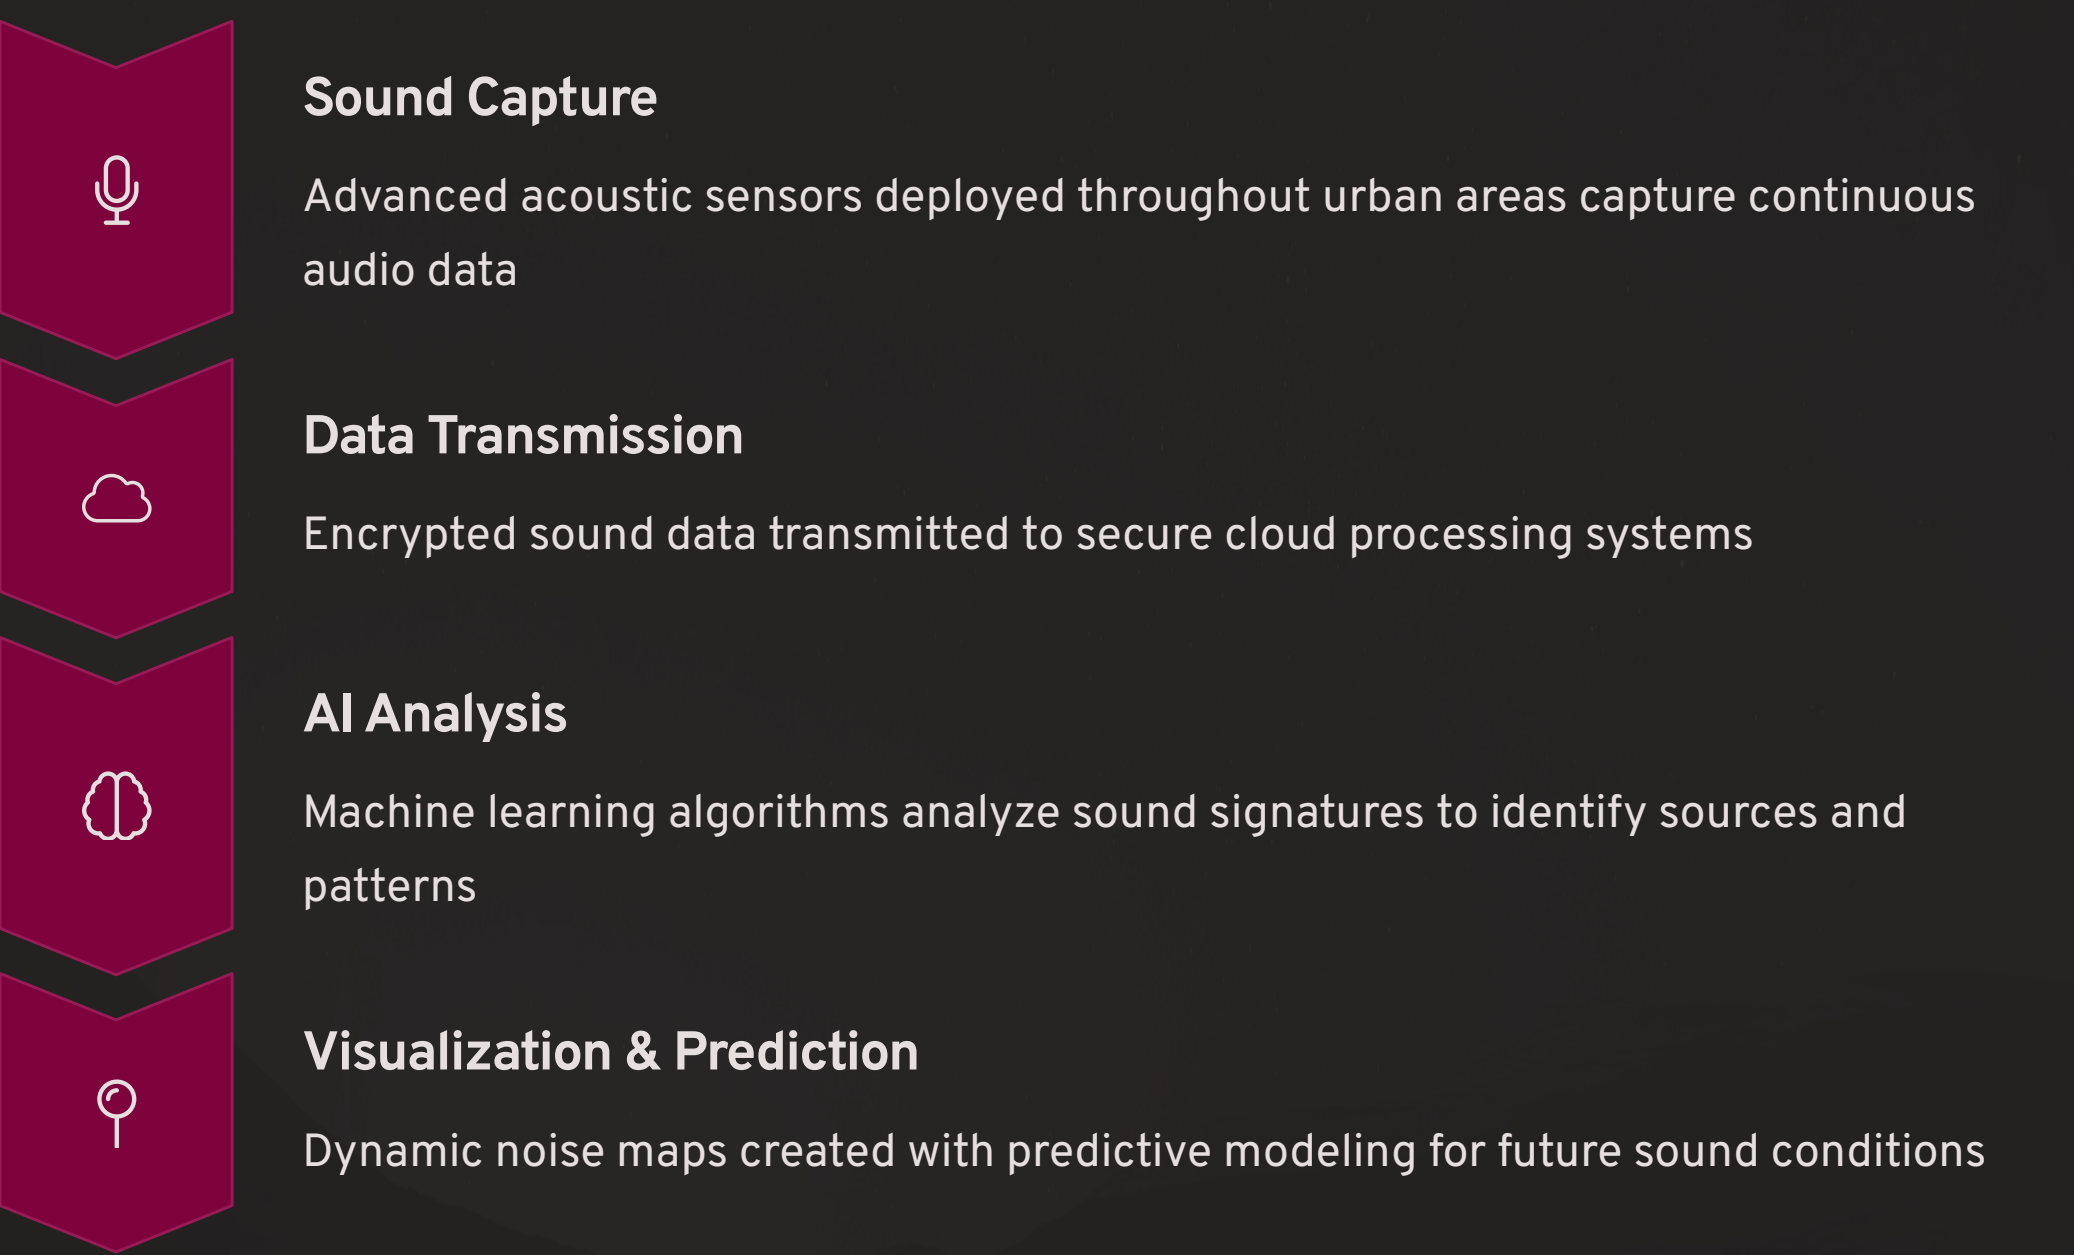 Sound Capture
Advanced acoustic sensors deployed throughout urban areas capture continuous
audio data
Data Transmission
Encrypted sound data transmitted to secure cloud processing systems
AI Analysis
Machine learning algorithms analyze sound signatures to identify sources and
patterns
Visualization & Prediction
Dynamic noise maps created with predictive modeling for future sound conditions